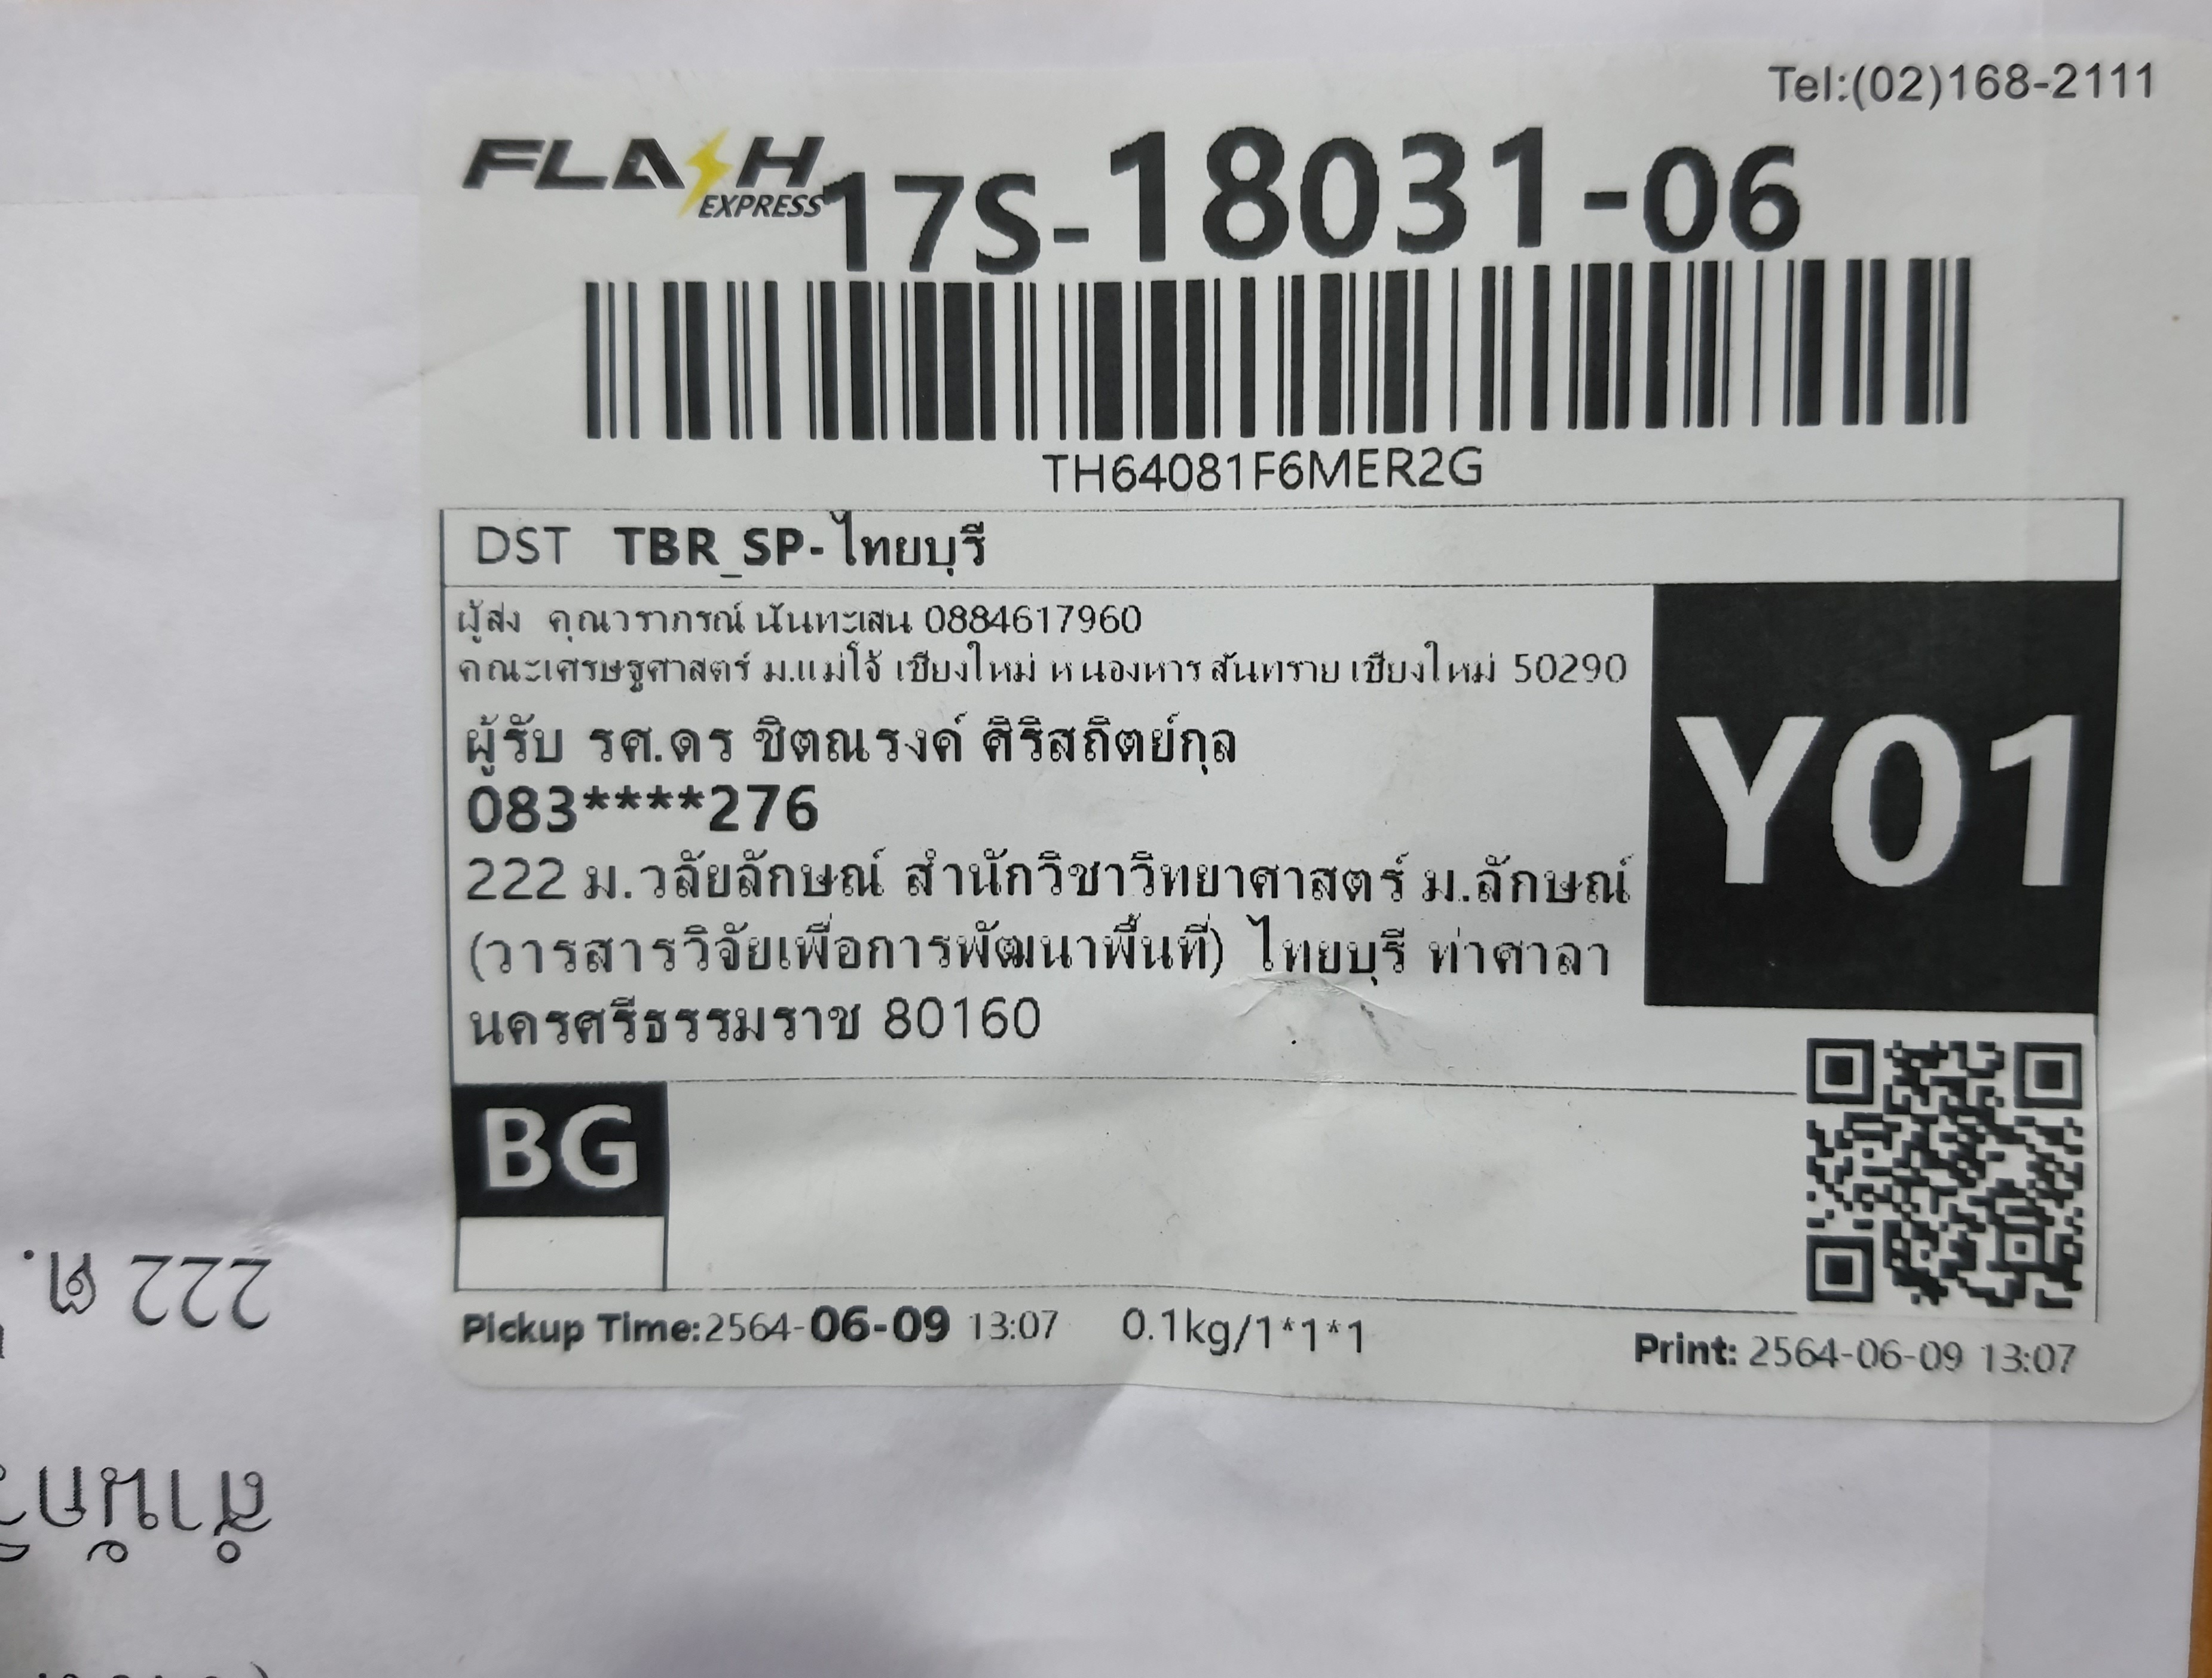 Tel:(02)168-2111
FLASH EXPRESS
17S-18031-06
TH64081F6MER2G
DST TBR_SP-ไทยบุรี
ผู้ส่ง คุณวราภรณ์ นันทะเสน 0884617960
คณะเศรษฐศาสตร์ ม.แม่โจ้ เชียงใหม่ หนองหาร สันทราย เชียงใหม่ 50290
ผู้รับ รศ.ดร ชิตณรงค์ ศิริสถิตย์กุล
083****276
222 ม.วลัยลักษณ์ สำนักวิชาวิทยาศาสตร์ ม.ลักษณ์
(วารสารวิจัยเพื่อการพัฒนาพื้นที่) ไทยบุรี ท่าศาลา
นครศรีธรรมราช 80160
Y01
BG
Pickup Time:2564-06-09 13:07 0.1kg/1*1*1
Print: 2564-06-09 13:07
222 ต.